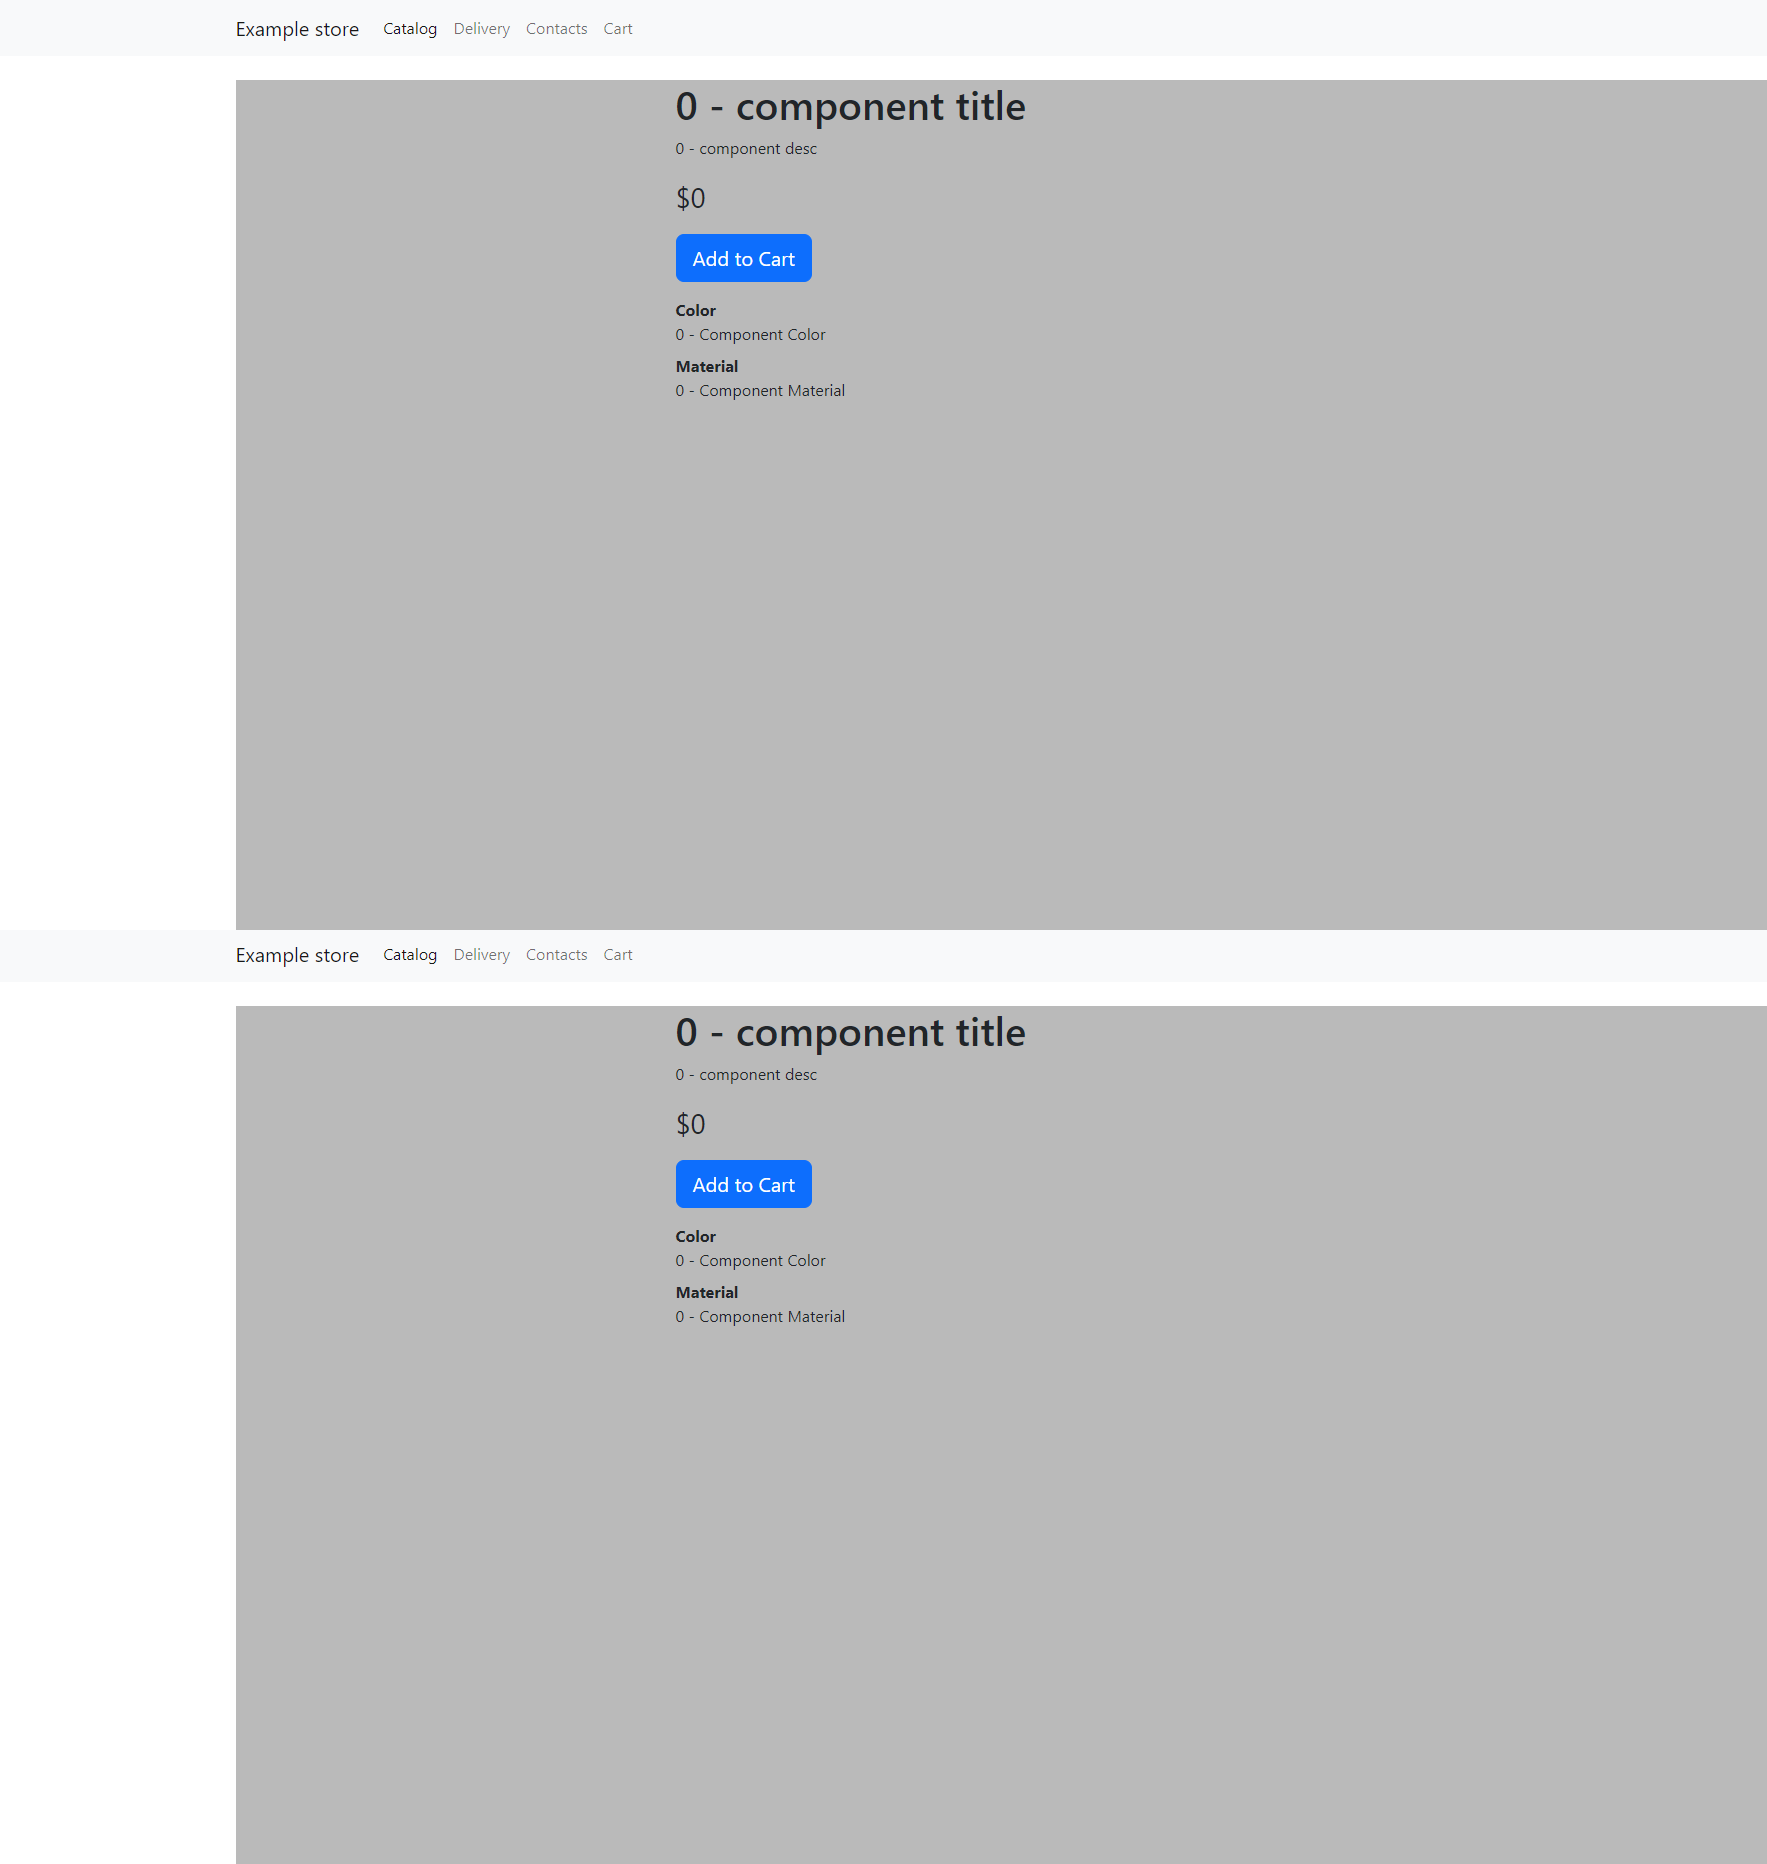 Example store Catalog Delivery Contacts Cart
0 - component title
0 - component desc
$0
Add to Cart
Color
0 - Component Color
Material
0 - Component Material
Example store Catalog Delivery Contacts Cart
0 - component title
0 - component desc
$0
Add to Cart
Color
0 - Component Color
Material
0 - Component Material